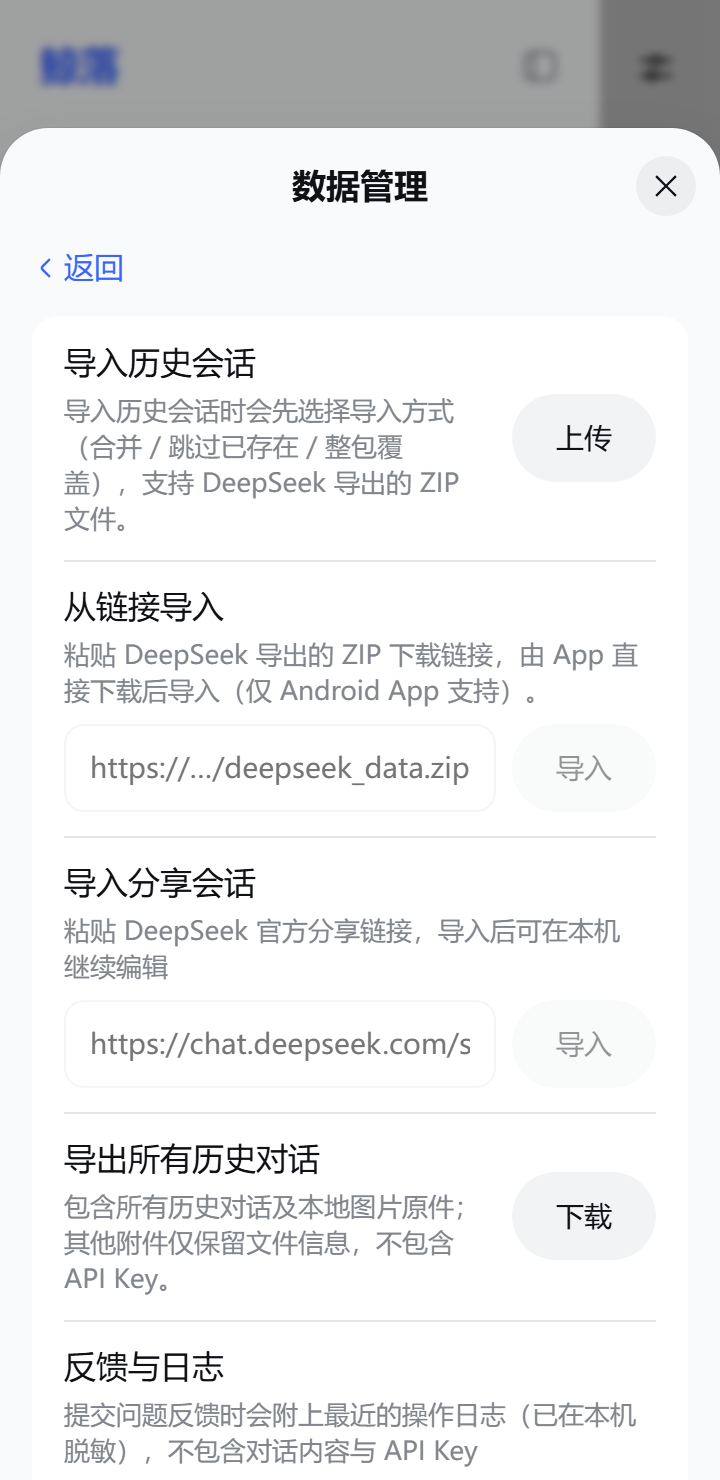 鲸落
数据管理
返回
导入历史会话
导入历史会话时会先选择导入方式
（合并 / 跳过已存在 / 整包覆
盖），支持 DeepSeek 导出的 ZIP
文件。
上传
从链接导入
粘贴 DeepSeek 导出的 ZIP 下载链接，由 App 直
接下载后导入（仅 Android App 支持）。
https://.../deepseek_data.zip
导入
导入分享会话
粘贴 DeepSeek 官方分享链接，导入后可在本机
继续编辑
https://chat.deepseek.com/s
导入
导出所有历史对话
包含所有历史对话及本地图片原件；
其他附件仅保留文件信息，不包含
API Key。
下载
反馈与日志
提交问题反馈时会附上最近的操作日志（已在本机
脱敏），不包含对话内容与 API Key